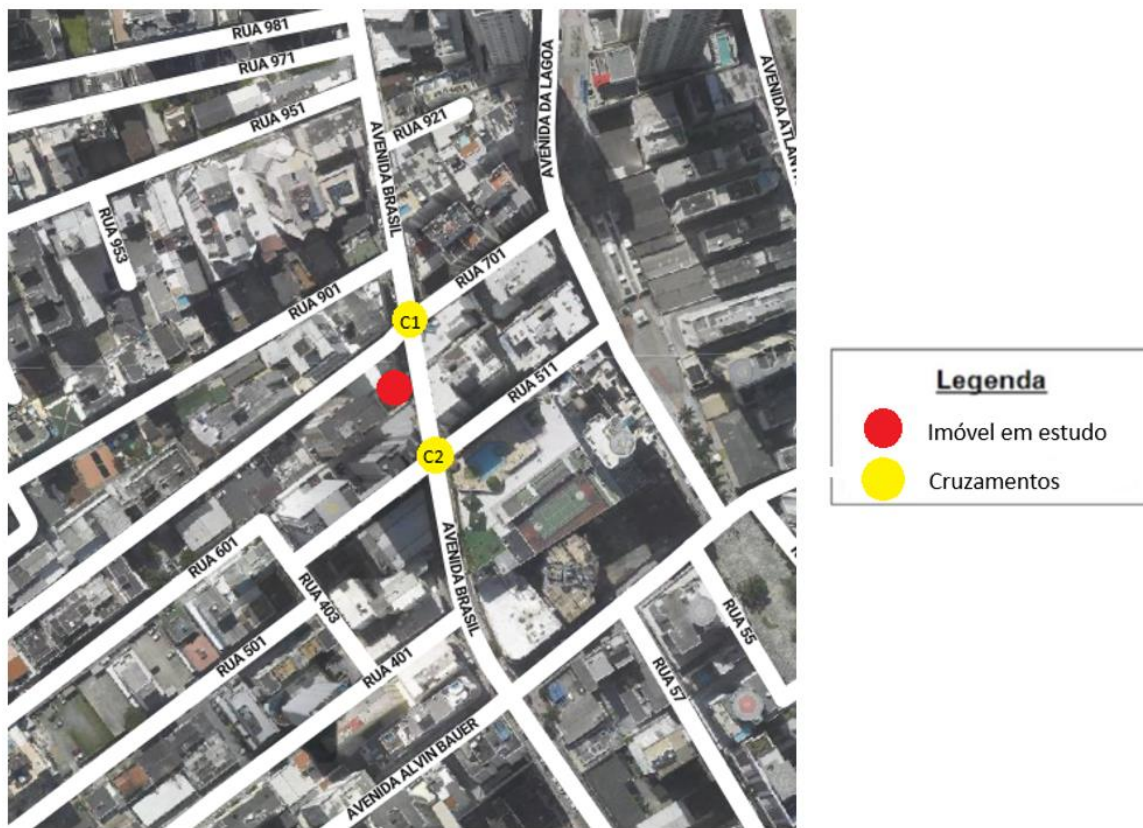 RUA 981
RUA 971
RUA 951
RUA 921
AVENIDA BRASIL
AVENIDA DA LAGOA
RUA 953
RUA 901
RUA 701
C1
RUA 511
C2
RUA 601
RUA 403
RUA 501
RUA 401
AVENIDA BRASIL
RUA 55
RUA 57
AVENIDA ALVIN BAUER
Legenda
Imóvel em estudo
Cruzamentos